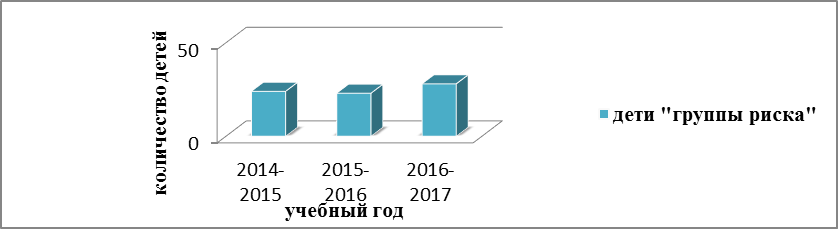 количество детей
50
0
2014-
2015
2015-
2016
2016-
2017
учебный год
дети "группы риска"